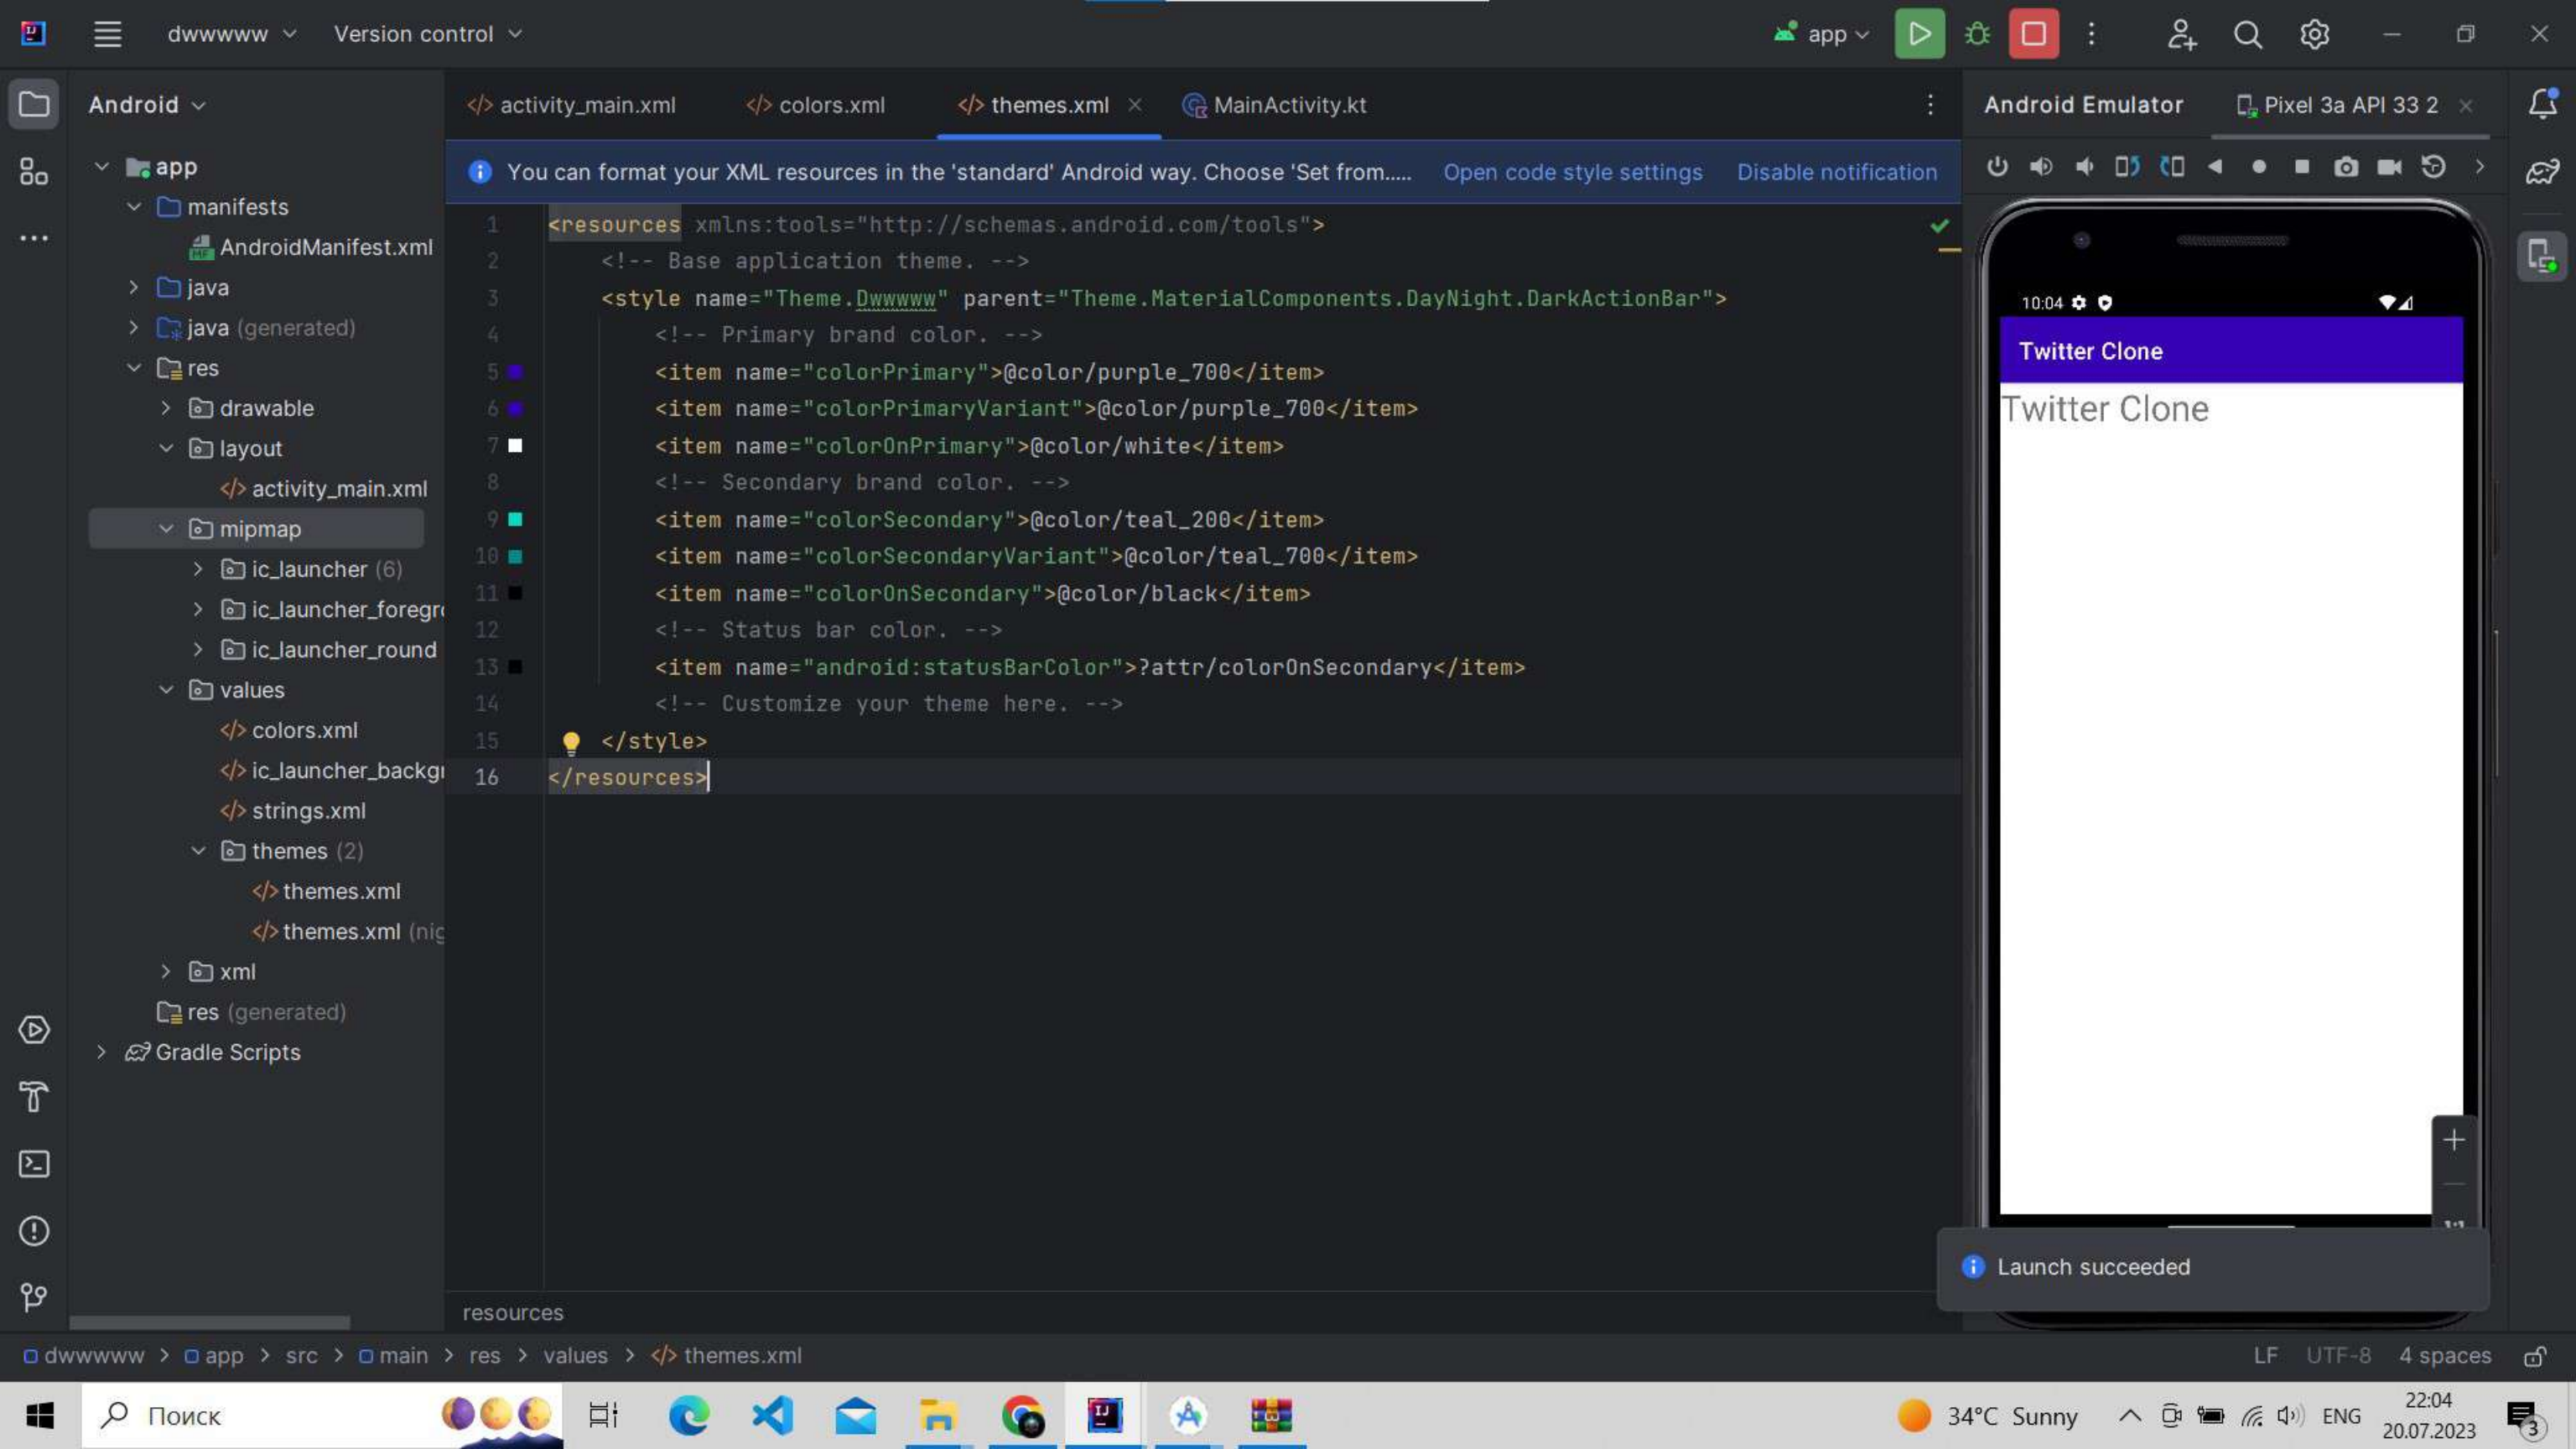 dwwwww
Version control
app
Android
activity_main.xml
colors.xml
themes.xml
MainActivity.kt
Android Emulator
Pixel 3a API 33 2
You can format your XML resources in the 'standard' Android way. Choose 'Set from..... Open code style settings Disable notification
app
manifests
AndroidManifest.xml
java
java (generated)
res
drawable
layout
activity_main.xml
mipmap
ic_launcher (6)
ic_launcher_foregr
ic_launcher_round
values
colors.xml
ic_launcher_backgr
strings.xml
themes (2)
themes.xml
themes.xml (nig
xml
res (generated)
Gradle Scripts
1 <resources xmlns:tools="http://schemas.android.com/tools">
2 <!-- Base application theme. -->
3 <style name="Theme.Dwwwww" parent="Theme.MaterialComponents.DayNight.DarkActionBar">
4 <!-- Primary brand color. -->
5 <item name="colorPrimary">@color/purple_700</item>
6 <item name="colorPrimaryVariant">@color/purple_700</item>
7 <item name="colorOnPrimary">@color/white</item>
8 <!-- Secondary brand color. -->
9 <item name="colorSecondary">@color/teal_200</item>
10 <item name="colorSecondaryVariant">@color/teal_700</item>
11 <item name="colorOnSecondary">@color/black</item>
12 <!-- Status bar color. -->
13 <item name="android:statusBarColor">?attr/colorOnSecondary</item>
14 <!-- Customize your theme here. -->
15 </style>
16 </resources>
resources
10:04
Twitter Clone
Twitter Clone
Launch succeeded
dwwwww > app > src > main > res > values > themes.xml
LF UTF-8 4 spaces
Поиск
34°C Sunny
ENG
22:04
20.07.2023
3